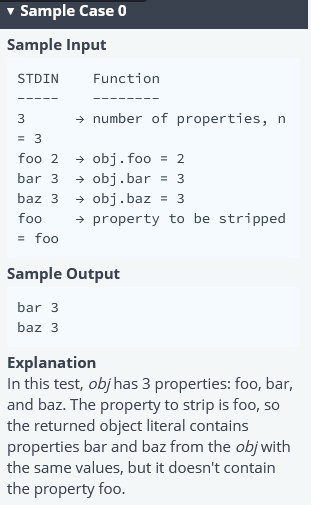 ▼ Sample Case 0
Sample Input
STDIN    Function
-----    --------
3      → number of properties, n
= 3
foo 2  → obj.foo = 2
bar 3  → obj.bar = 3
baz 3  → obj.baz = 3
foo    → property to be stripped
= foo
Sample Output
bar 3
baz 3
Explanation
In this test, obj has 3 properties: foo, bar,
and baz. The property to strip is foo, so
the returned object literal contains
properties bar and baz from the obj with
the same values, but it doesn't contain
the property foo.